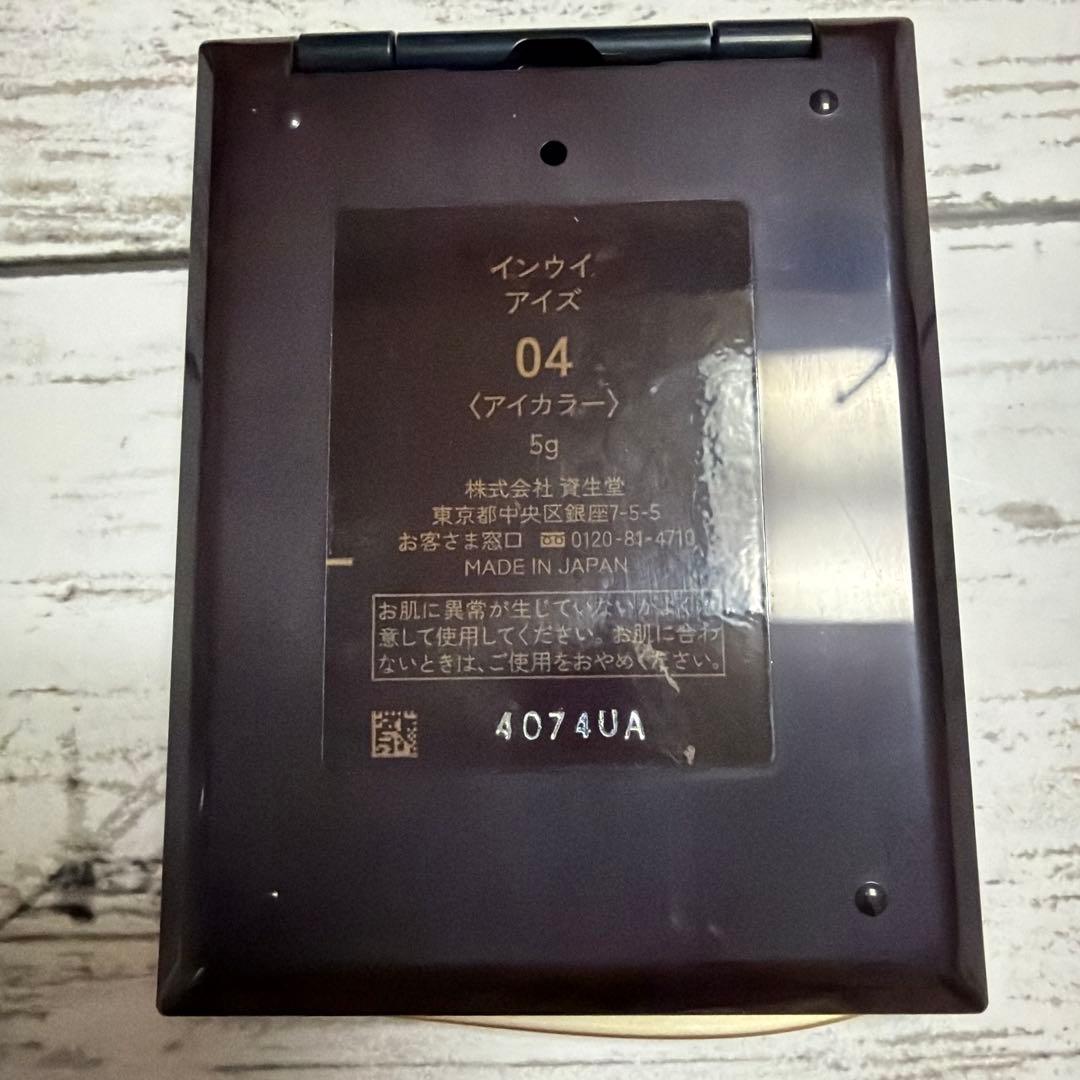 インウイ
アイズ
04
〈アイカラー〉
5g
株式会社 資生堂
東京都中央区銀座7-5-5
お客さま窓口 0120-81-4710
MADE IN JAPAN
お肌に異常が生じていないかよく
意して使用してください。お肌に合わ
ないときは、ご使用をおやめください。
4074UA